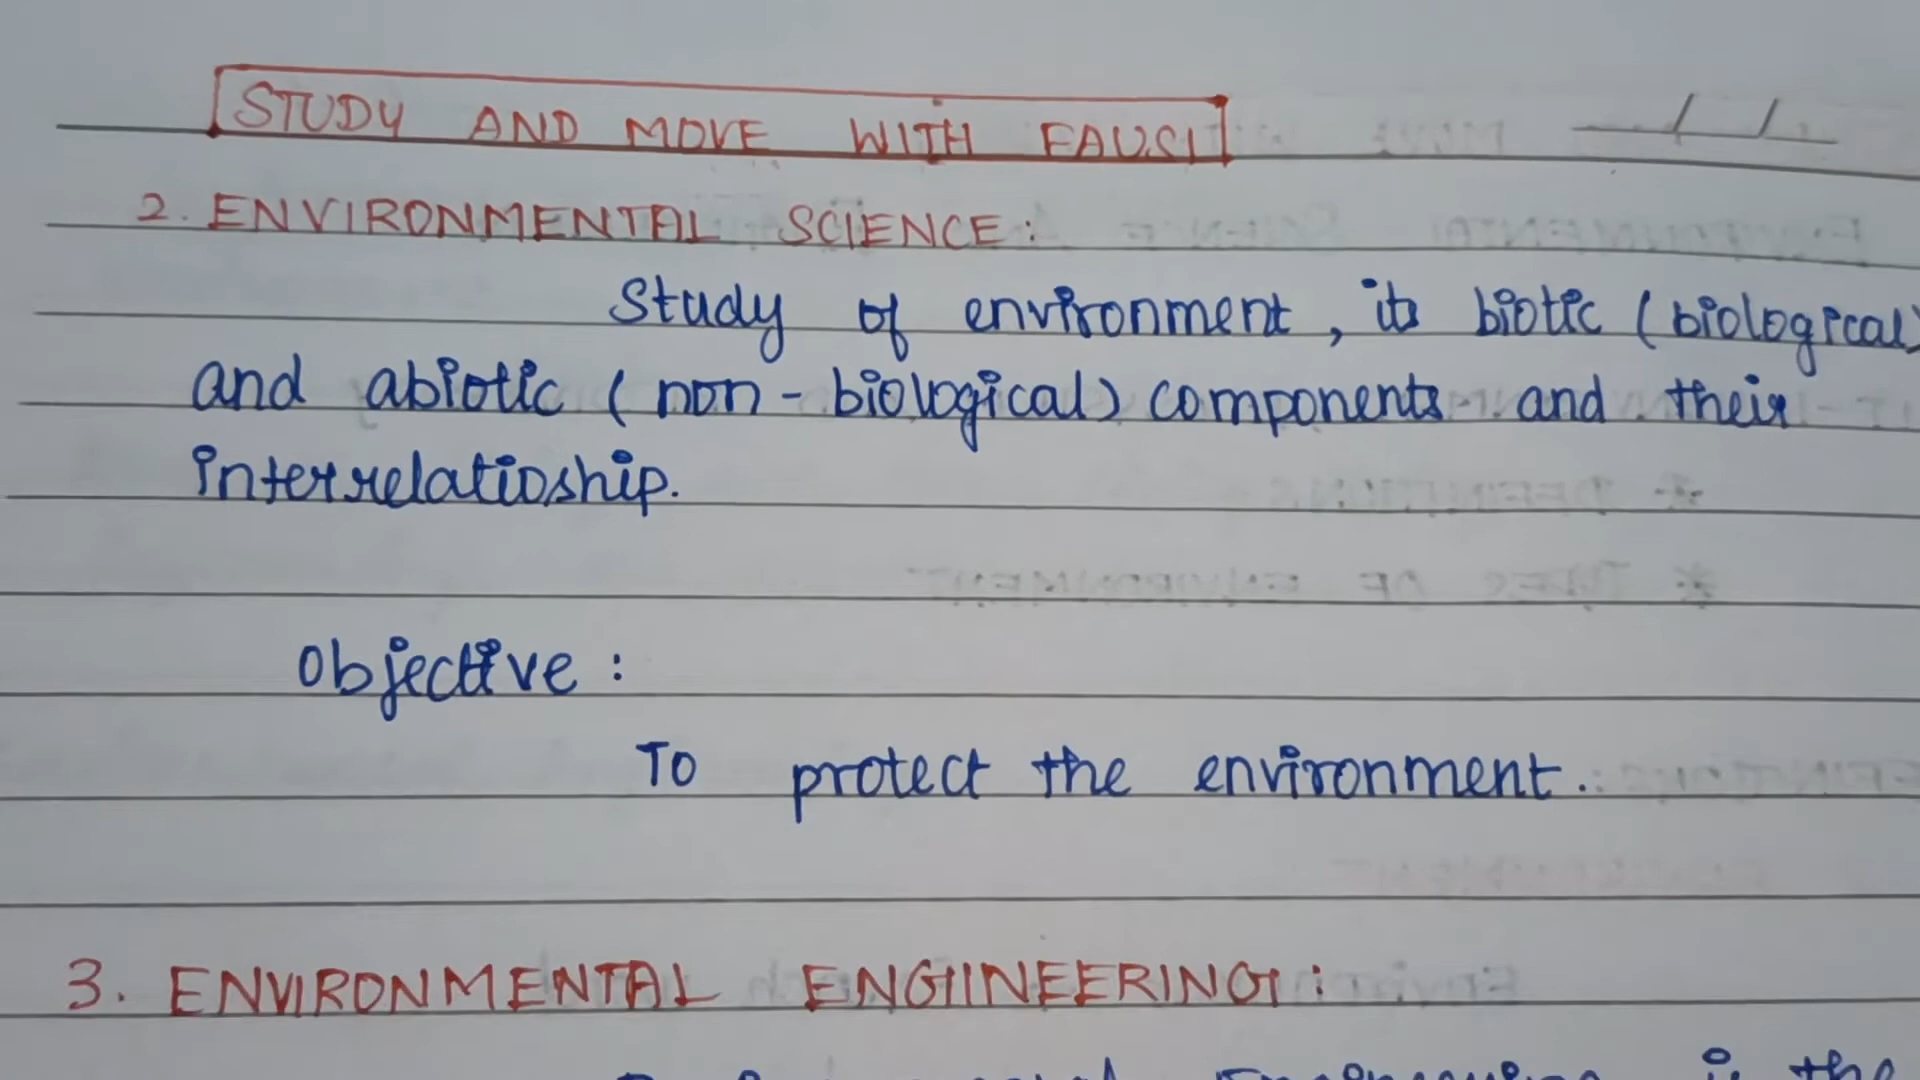 STUDY AND MOVE WITH FAUSI
2. ENVIRONMENTAL SCIENCE:
Study of environment, its biotic (biological)
and abiotic (non-biological) components and their
interrelatioship.
Objective:
To protect the environment.
3. ENVIRONMENTAL ENGINEERING: